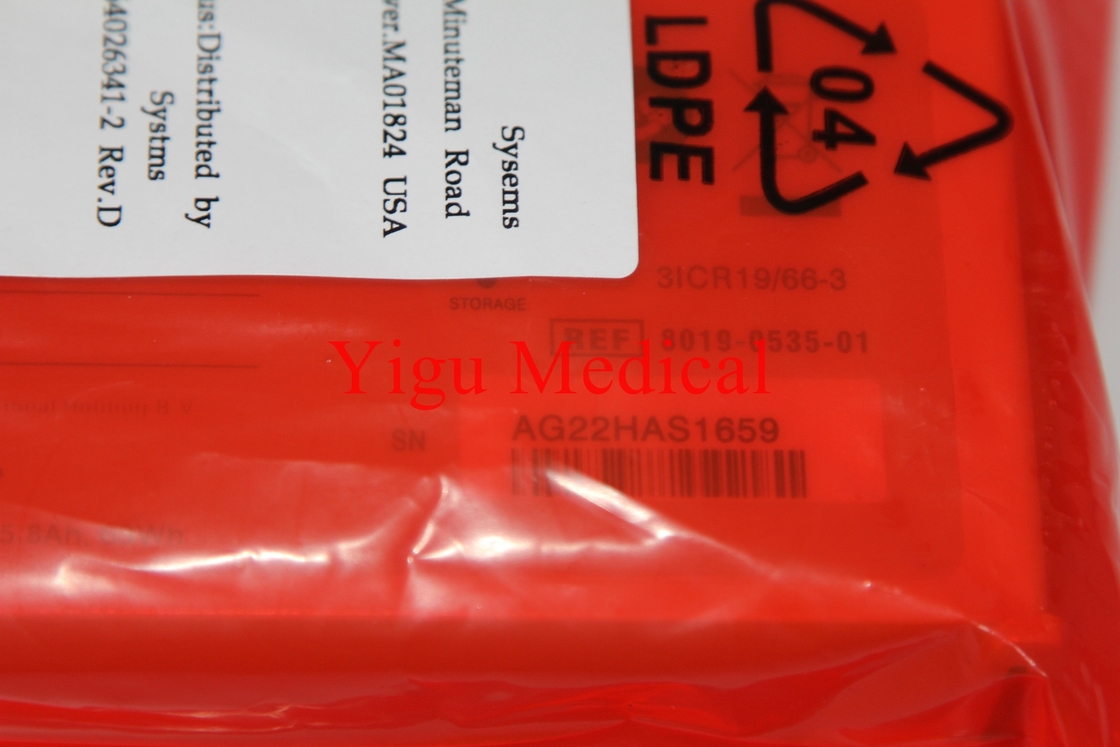 Sysems
Minuteman Road
ver.MA01824 USA
us:Distributed by
Systms
4026341-2 Rev.D
LDPE
04
STORAGE
3ICR19/66-3
REF 8019-0535-01
Yigu Medical
SN
AG22HAS1659